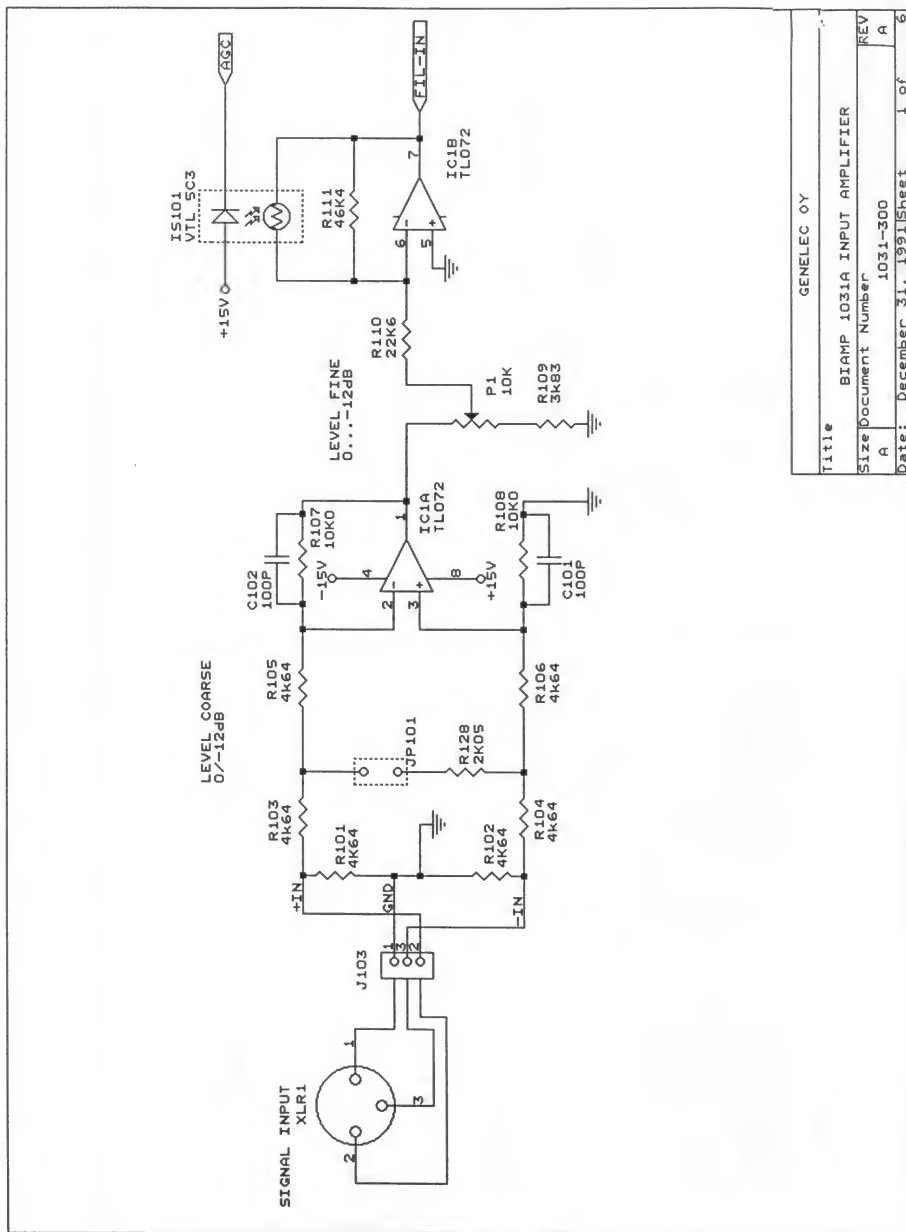 SIGNAL INPUT
XLR1
1
2
3
J103
1
3
2
+IN
GND
-IN
R101
4K64
R102
4K64
R103
4k64
R104
4k64
LEVEL COARSE
0/-12dB
JP101
R128
2K05
R105
4k64
R106
4k64
C102
100P
R107
10K0
-15V
4
2
3
1
8
+15V
IC1A
TL072
R108
10K0
C101
100P
LEVEL FINE
0...-12dB
P1
10K
R109
3k83
R110
22K6
+15V
IS101
VTL 5C3
AGC
R111
46K4
6
5
7
IC1B
TL072
FIL-IN
GENELEC OY
Title
BIAMP 1031A INPUT AMPLIFIER
Size Document Number
REV
A
1031-300
A
Date: December 31, 1991 Sheet 1 of 6